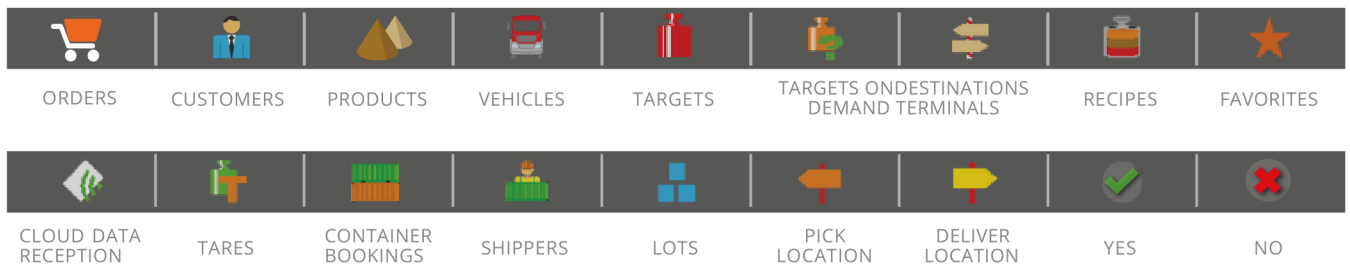 ORDERS
CUSTOMERS
PRODUCTS
VEHICLES
TARGETS
TARGETS ONDESTINATIONS
DEMAND TERMINALS
RECIPES
FAVORITES
CLOUD DATA
RECEPTION
TARES
CONTAINER
BOOKINGS
SHIPPERS
LOTS
PICK
LOCATION
DELIVER
LOCATION
YES
NO